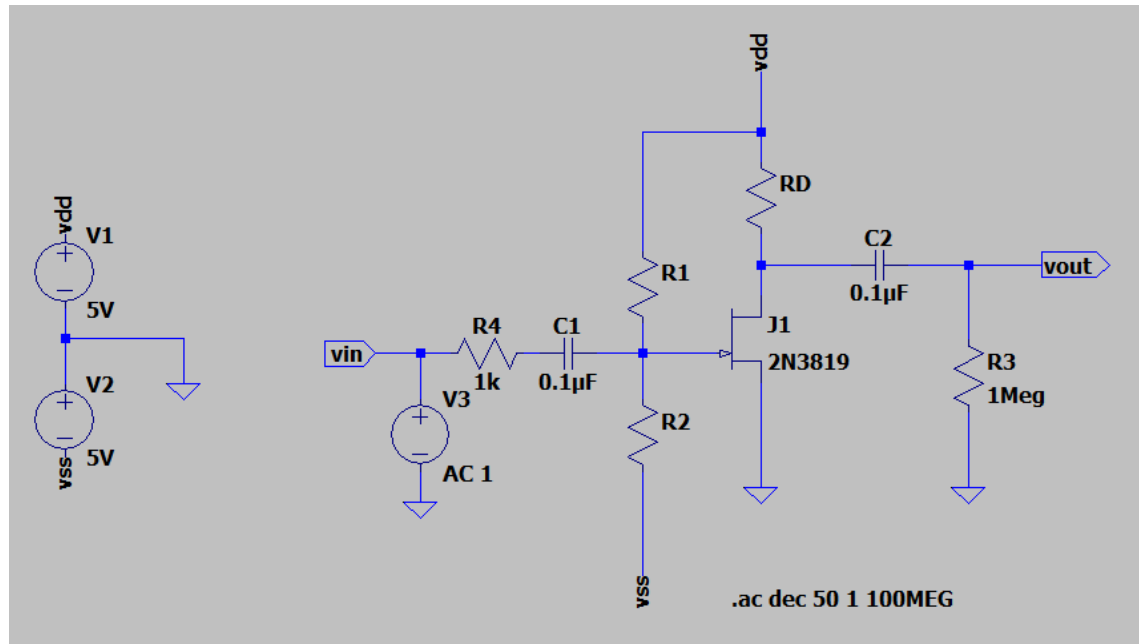 vdd
V1
5V
V2
5V
vss
vin
R4
1k
C1
0.1µF
V3
AC 1
R1
R2
vss
vdd
RD
J1
2N3819
C2
0.1µF
vout
R3
1Meg
.ac dec 50 1 100MEG